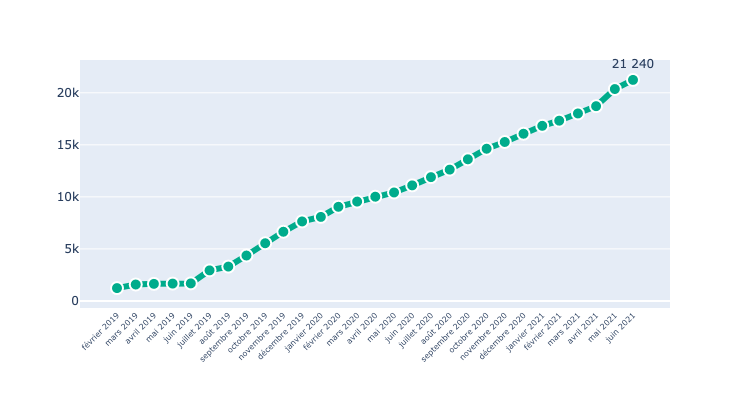 21 240
20k
15k
10k
5k
0
février 2019
mars 2019
avril 2019
mai 2019
juin 2019
juillet 2019
août 2019
septembre 2019
octobre 2019
novembre 2019
décembre 2019
janvier 2020
février 2020
mars 2020
avril 2020
mai 2020
juin 2020
juillet 2020
août 2020
septembre 2020
octobre 2020
novembre 2020
décembre 2020
janvier 2021
février 2021
mars 2021
avril 2021
mai 2021
juin 2021